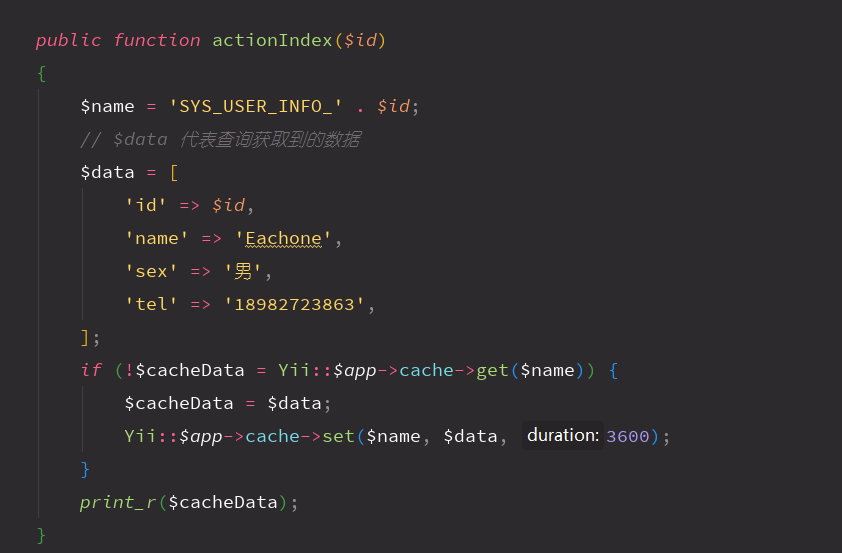 public function actionIndex($id)
{
    $name = 'SYS_USER_INFO_' . $id;
    // $data 代表查询获取到的数据
    $data = [
        'id' => $id,
        'name' => 'Eachone',
        'sex' => '男',
        'tel' => '18982723863',
    ];
    if (!$cacheData = Yii::$app->cache->get($name)) {
        $cacheData = $data;
        Yii::$app->cache->set($name, $data, duration: 3600);
    }
    print_r($cacheData);
}